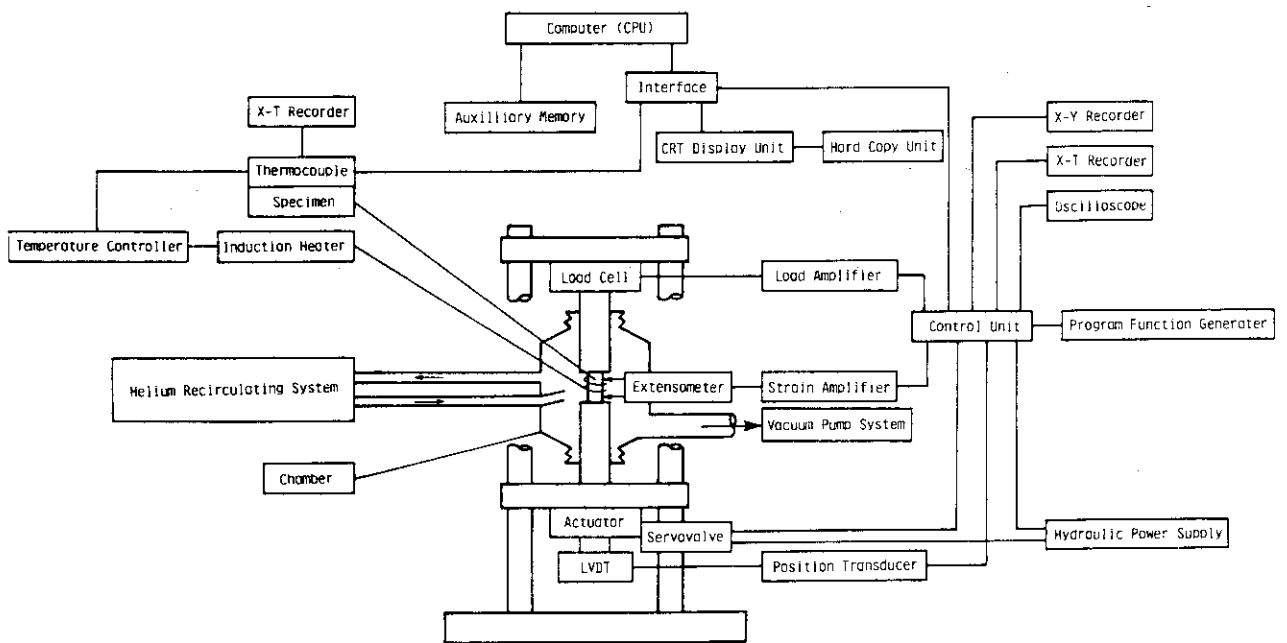 Computer (CPU)
Interface
X-T Recorder
Auxilliary Memory
X-Y Recorder
CRT Display Unit
Hard Copy Unit
X-T Recorder
Thermocouple
Specimen
Oscilloscope
Temperature Controller
Induction Heater
Load Cell
Load Amplifier
Control Unit
Program Function Generater
Helium Recirculating System
Extensometer
Strain Amplifier
Vacuum Pump System
Chamber
Actuator
Servovalve
Hydraulic Power Supply
LVDT
Position Transducer